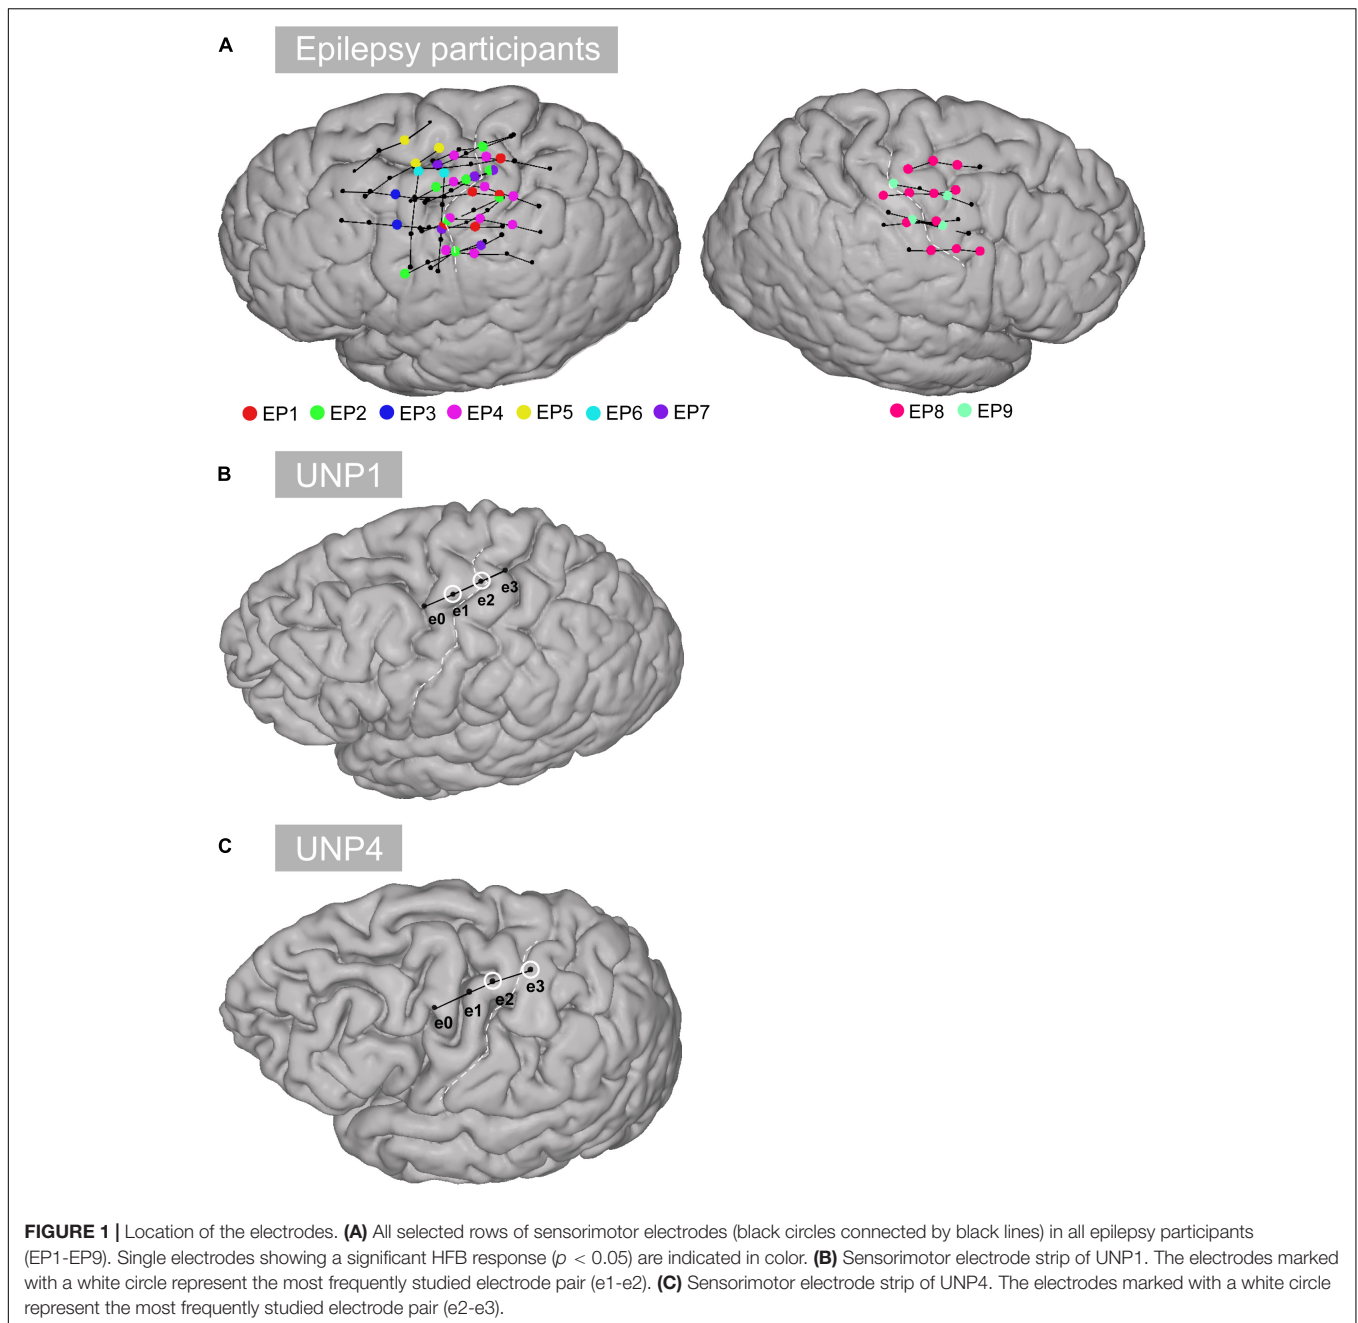 A Epilepsy participants
EP1 EP2 EP3 EP4 EP5 EP6 EP7 EP8 EP9
B UNP1
e0 e1 e2 e3
C UNP4
e0 e1 e2 e3
FIGURE 1 | Location of the electrodes. (A) All selected rows of sensorimotor electrodes (black circles connected by black lines) in all epilepsy participants
(EP1-EP9). Single electrodes showing a significant HFB response (p < 0.05) are indicated in color. (B) Sensorimotor electrode strip of UNP1. The electrodes marked
with a white circle represent the most frequently studied electrode pair (e1-e2). (C) Sensorimotor electrode strip of UNP4. The electrodes marked with a white circle
represent the most frequently studied electrode pair (e2-e3).